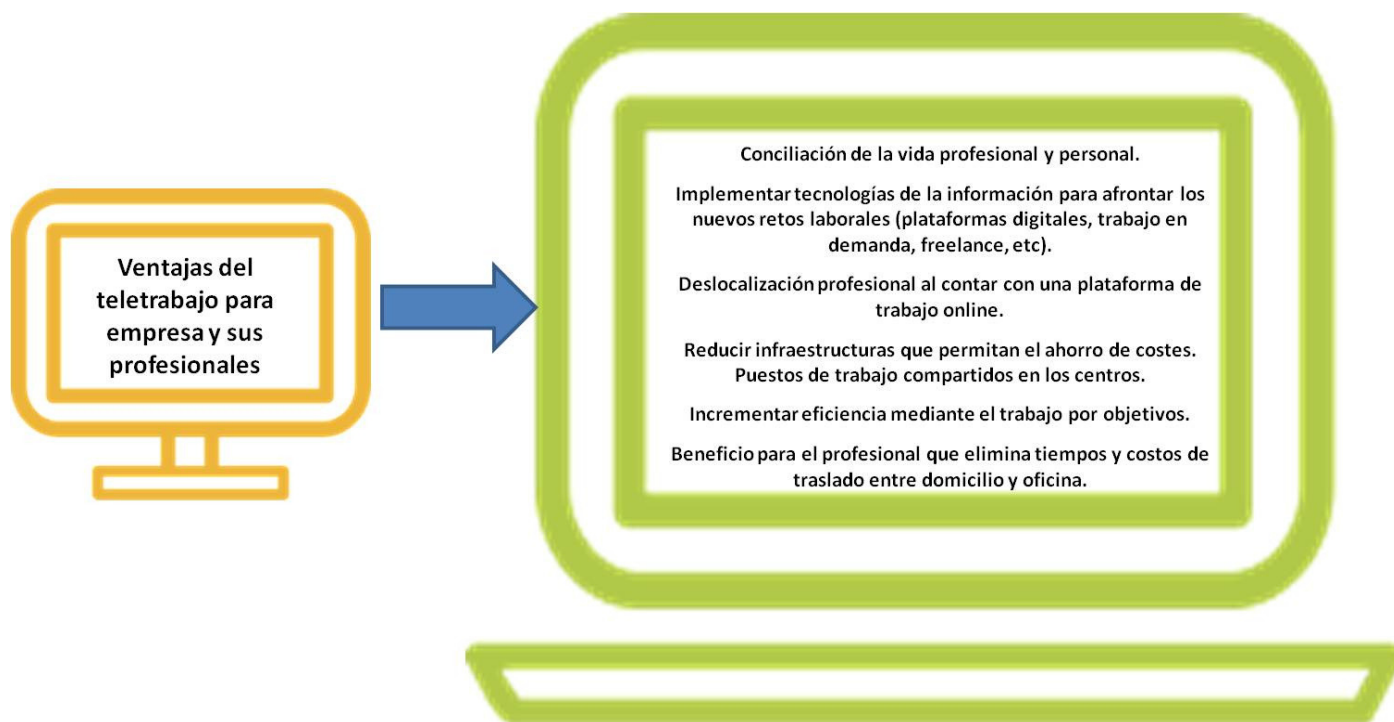 Ventajas del
teletrabajo para
empresa y sus
profesionales
Conciliación de la vida profesional y personal.
Implementar tecnologías de la información para afrontar los
nuevos retos laborales (plataformas digitales, trabajo en
demanda, freelance, etc).
Deslocalización profesional al contar con una plataforma de
trabajo online.
Reducir infraestructuras que permitan el ahorro de costes.
Puestos de trabajo compartidos en los centros.
Incrementar eficiencia mediante el trabajo por objetivos.
Beneficio para el profesional que elimina tiempos y costos de
traslado entre domicilio y oficina.